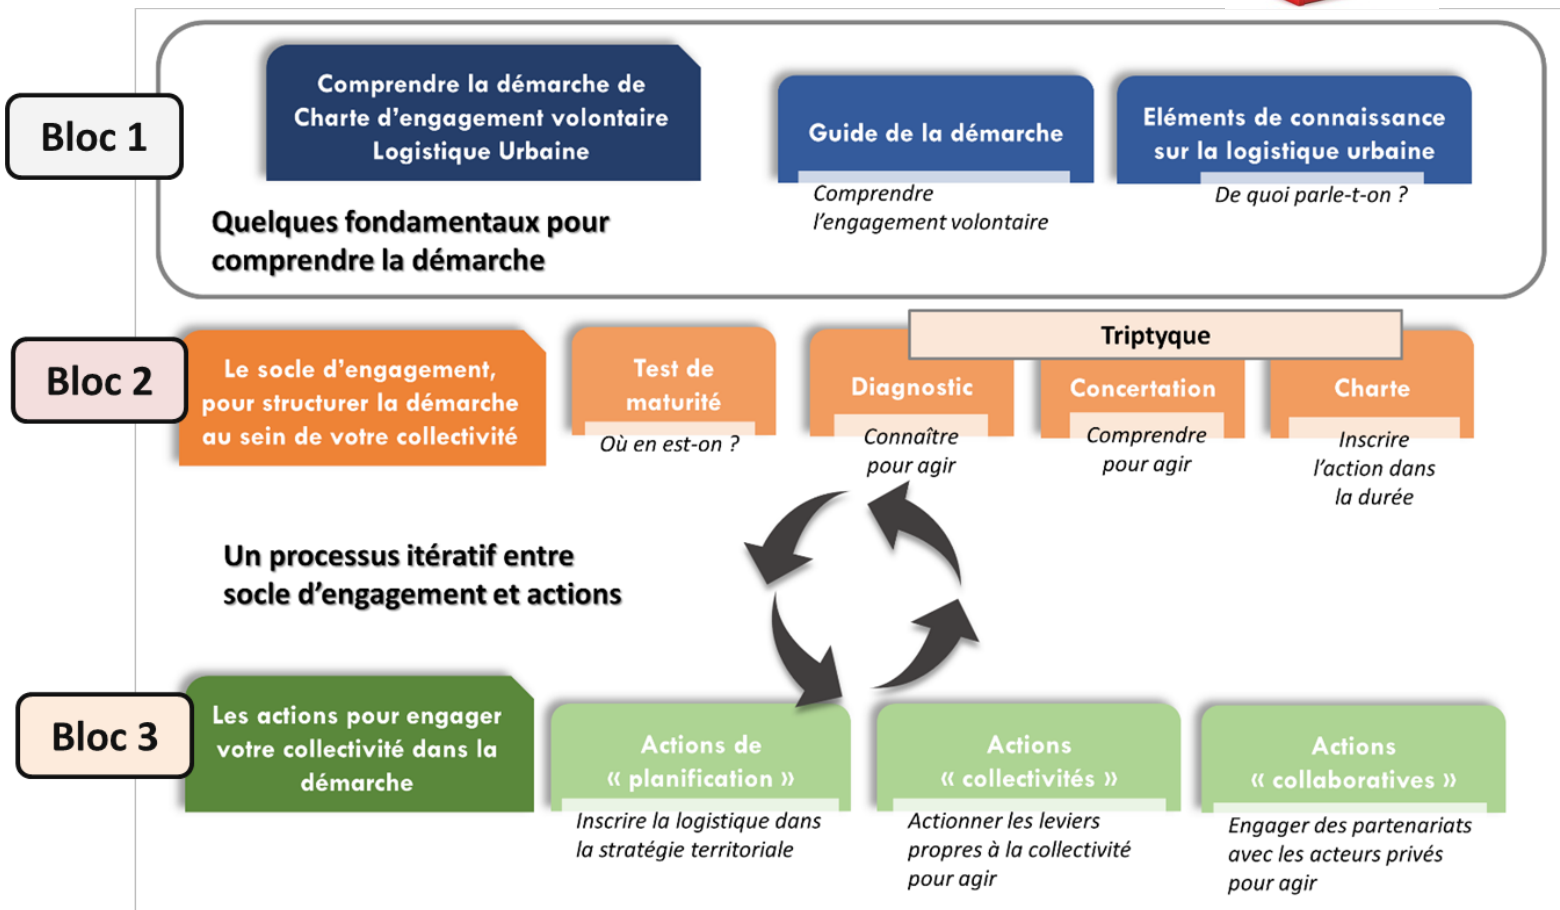 Bloc 1
Comprendre la démarche de
Charte d'engagement volontaire
Logistique Urbaine
Guide de la démarche
Comprendre
l'engagement volontaire
Eléments de connaissance
sur la logistique urbaine
De quoi parle-t-on ?
Quelques fondamentaux pour
comprendre la démarche
Bloc 2
Le socle d'engagement,
pour structurer la démarche
au sein de votre collectivité
Test de
maturité
Où en est-on ?
Triptyque
Diagnostic
Connaître
pour agir
Concertation
Comprendre
pour agir
Charte
Inscrire
l'action dans
la durée
Un processus itératif entre
socle d'engagement et actions
Bloc 3
Les actions pour engager
votre collectivité dans la
démarche
Actions de
« planification »
Inscrire la logistique dans
la stratégie territoriale
Actions
« collectivités »
Actionner les leviers
propres à la collectivité
pour agir
Actions
« collaboratives »
Engager des partenariats
avec les acteurs privés
pour agir